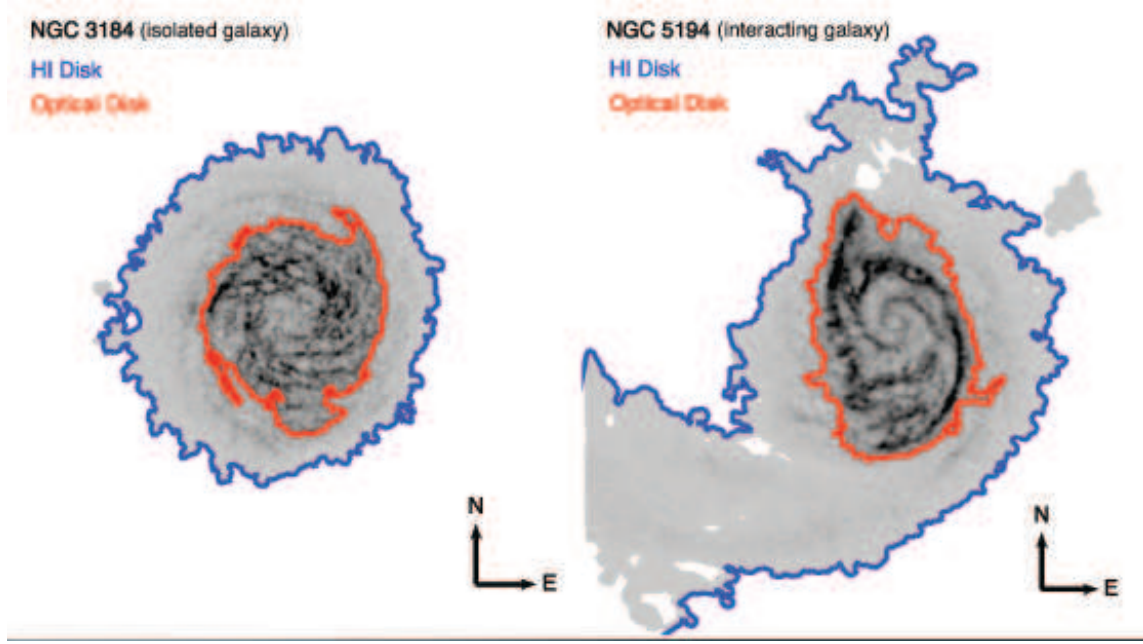 NGC 3184 (isolated galaxy)
HI Disk
Optical Disk
N
E
NGC 5194 (interacting galaxy)
HI Disk
Optical Disk
N
E